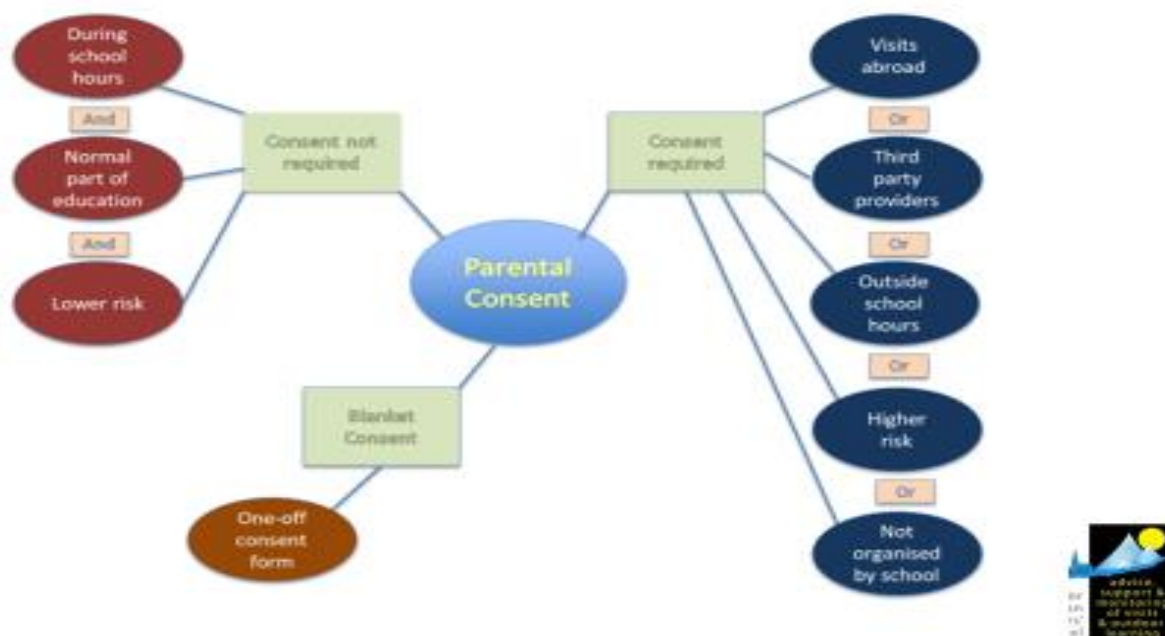 During
school
hours
And
Normal
part of
education
And
Lower risk
Consent not
required
Parental
Consent
Blanket
Consent
One-off
consent
form
Consent
required
Visits
abroad
Or
Third
party
providers
Or
Outside
school
hours
Or
Higher
risk
Or
Not
organised
by school
advice,
support &
monitoring
of visits
& outdoor
learning